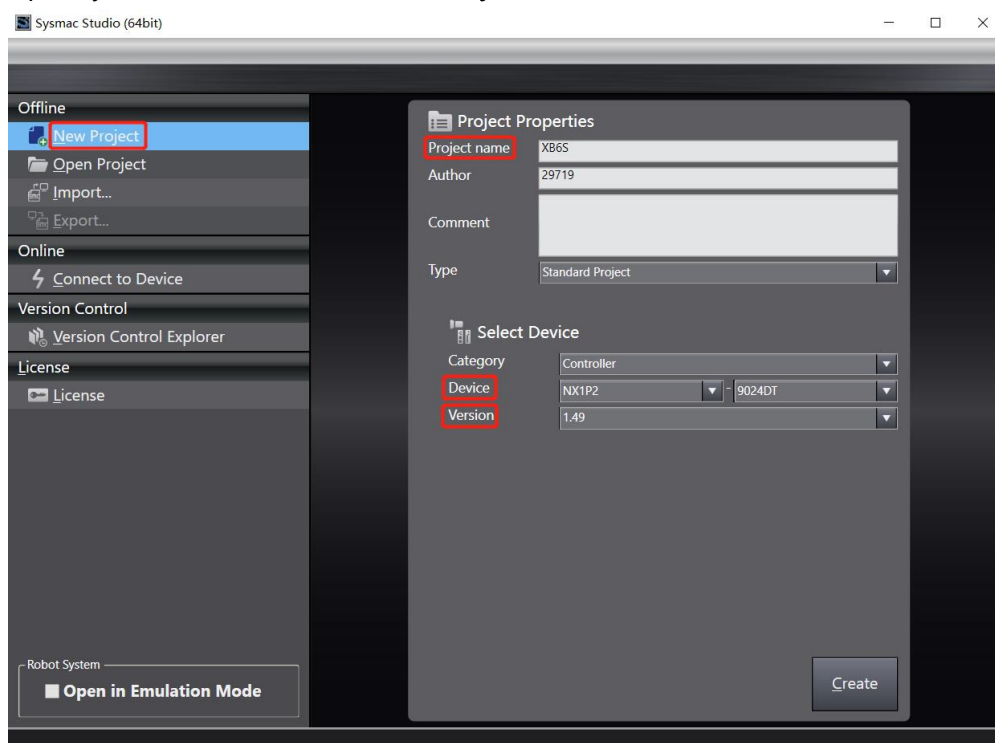 Sysmac Studio (64bit)
Offline
New Project
Open Project
Import...
Export...
Online
Connect to Device
Version Control
Version Control Explorer
License
License
Robot System
Open in Emulation Mode
Project Properties
Project name XB6S
Author 29719
Comment
Type Standard Project
Select Device
Category Controller
Device NX1P2 - 9024DT
Version 1.49
Create